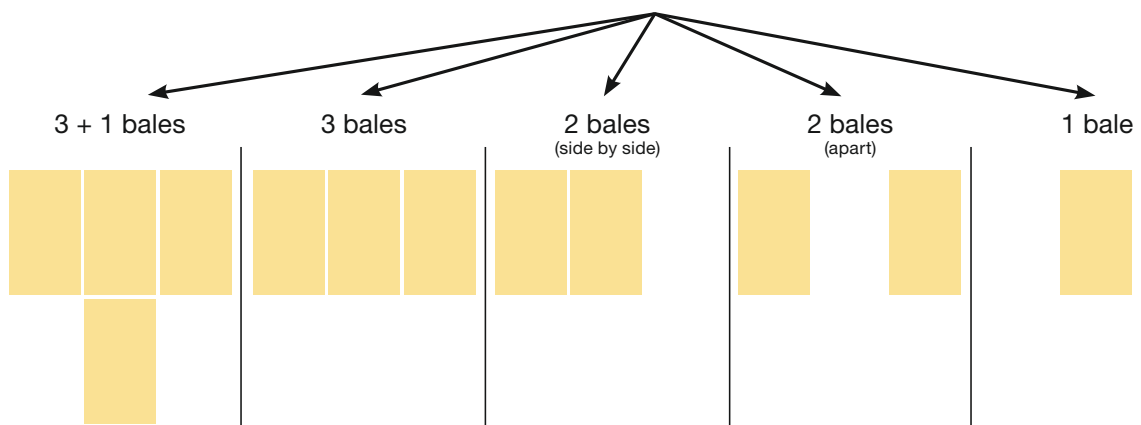 3 + 1 bales
3 bales
2 bales
(side by side)
2 bales
(apart)
1 bale